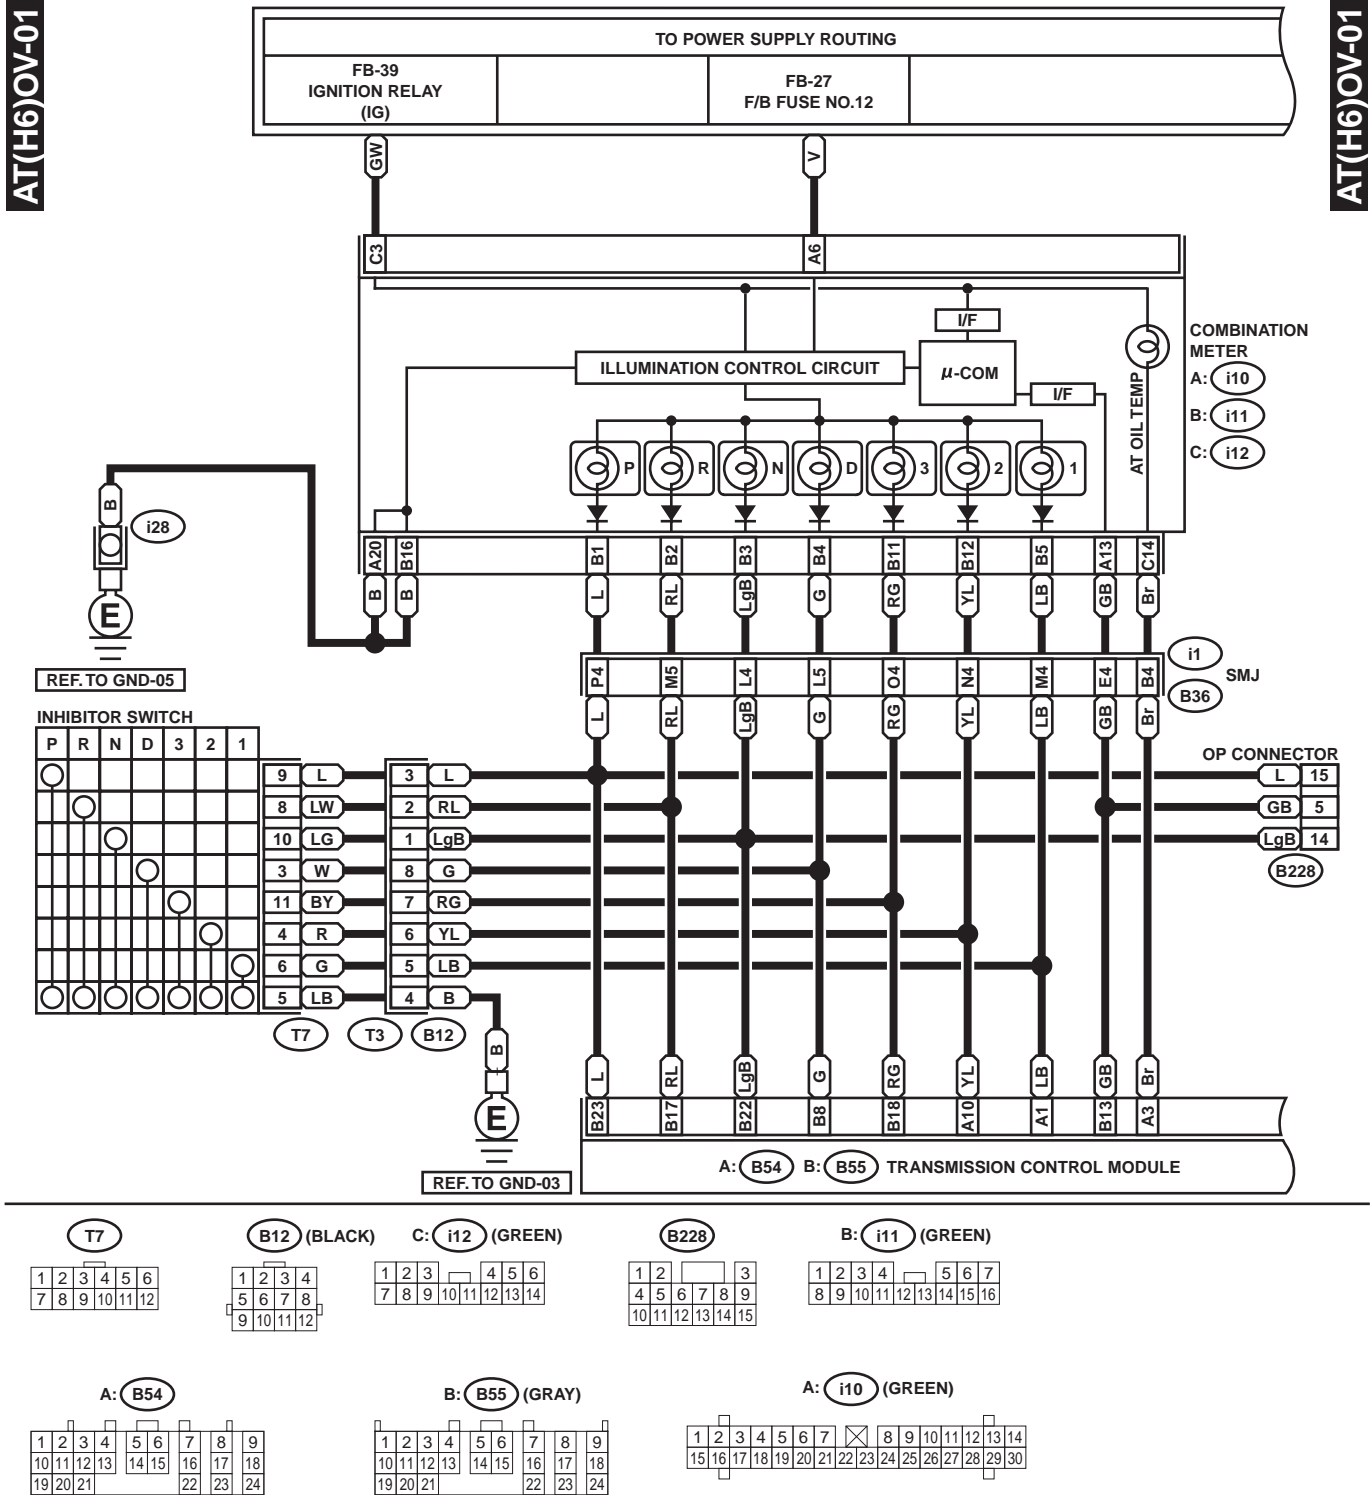 AT(H6)OV-01
AT(H6)OV-01
TO POWER SUPPLY ROUTING
FB-39
IGNITION RELAY
(IG)
FB-27
F/B FUSE NO.12
GW
V
C3
A6
I/F
ILLUMINATION CONTROL CIRCUIT
μ-COM
I/F
AT OIL TEMP
COMBINATION
METER
A: i10
B: i11
C: i12
P R N D 3 2 1
B
i28
E
REF. TO GND-05
A20 B16 B1 B2 B3 B4 B11 B12 B5 A13 C14
B B L RL LgB G RG YL LB GB Br
P4 M5 L4 L5 O4 N4 M4 E4 B4
i1
SMJ
B36
L RL LgB G RG YL LB GB Br
INHIBITOR SWITCH
P R N D 3 2 1
OP CONNECTOR
9 L 3 L L 15
8 LW 2 RL GB 5
10 LG 1 LgB LgB 14
3 W 8 G
B228
11 BY 7 RG
4 R 6 YL
6 G 5 LB
5 LB 4 B
T7 T3 B12
B
E
REF. TO GND-03
L RL LgB G RG YL LB GB Br
B23 B17 B22 B8 B18 A10 A1 B13 A3
A: B54 B: B55 TRANSMISSION CONTROL MODULE
T7
1 2 3 4 5 6
7 8 9 10 11 12
B12 (BLACK)
1 2 3 4
5 6 7 8
9 10 11 12
C: i12 (GREEN)
1 2 3 4 5 6
7 8 9 10 11 12 13 14
B228
1 2 3
4 5 6 7 8 9
10 11 12 13 14 15
B: i11 (GREEN)
1 2 3 4 5 6 7
8 9 10 11 12 13 14 15 16
A: B54
1 2 3 4 5 6 7 8 9
10 11 12 13 14 15 16 17 18
19 20 21 22 23 24
B: B55 (GRAY)
1 2 3 4 5 6 7 8 9
10 11 12 13 14 15 16 17 18
19 20 21 22 23 24
A: i10 (GREEN)
1 2 3 4 5 6 7 8 9 10 11 12 13 14
15 16 17 18 19 20 21 22 23 24 25 26 27 28 29 30